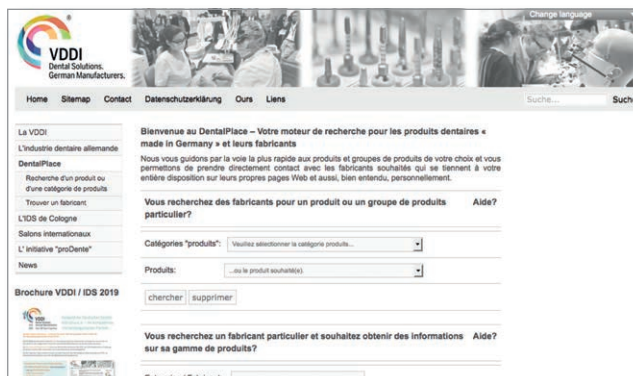 Change language
VDDI
Dental Solutions.
German Manufacturers.
Home Sitemap Contact Datenschutzerklärung Ours Liens
Suche... Suche
La VDDI
L'industrie dentaire allemande
DentalPlace
Recherche d'un produit ou
d'une catégorie de produits
Trouver un fabricant
L'IDS de Cologne
Salons internationaux
L' initiative "proDente"
News
Brochure VDDI / IDS 2019
Bienvenue au DentalPlace – Votre moteur de recherche pour les produits dentaires «
made in Germany » et leurs fabricants
Nous vous guidons par la voie la plus rapide aux produits et groupes de produits de votre choix et vous
permettons de prendre directement contact avec les fabricants souhaités qui se tiennent à votre
entière disposition sur leurs propres pages Web et aussi, bien entendu, personnellement.
Vous recherchez des fabricants pour un produit ou un groupe de produits Aide?
particulier?
Catégories "produits": Veuillez sélectionner la catégorie produits...
Produits: ...ou le produit souhaité(e).
chercher supprimer
Vous recherchez un fabricant particulier et souhaitez obtenir des informations Aide?
sur sa gamme de produits?